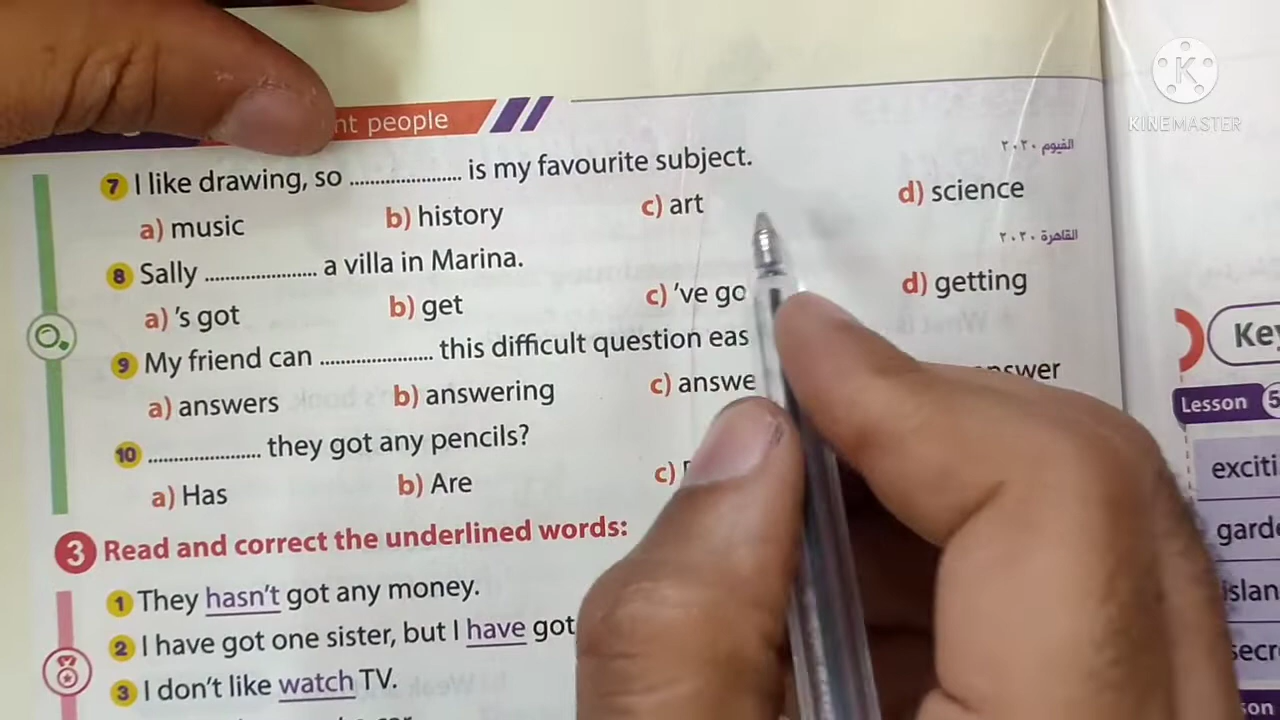 K
KINEMASTER
nt people
الفيوم ٢٠٢٠
7 I like drawing, so ..................... is my favourite subject.
a) music b) history c) art d) science
القاهرة ٢٠٢٠
8 Sally ..................... a villa in Marina.
a) 's got b) get c) 've go d) getting
9 My friend can ..................... this difficult question eas
a) answers b) answering c) answe nswer
10 ..................... they got any pencils?
a) Has b) Are c)
3 Read and correct the underlined words:
1 They hasn't got any money.
2 I have got one sister, but I have got
3 I don't like watch TV.
Key
Lesson 5
exciti
garde
islan
secr
son